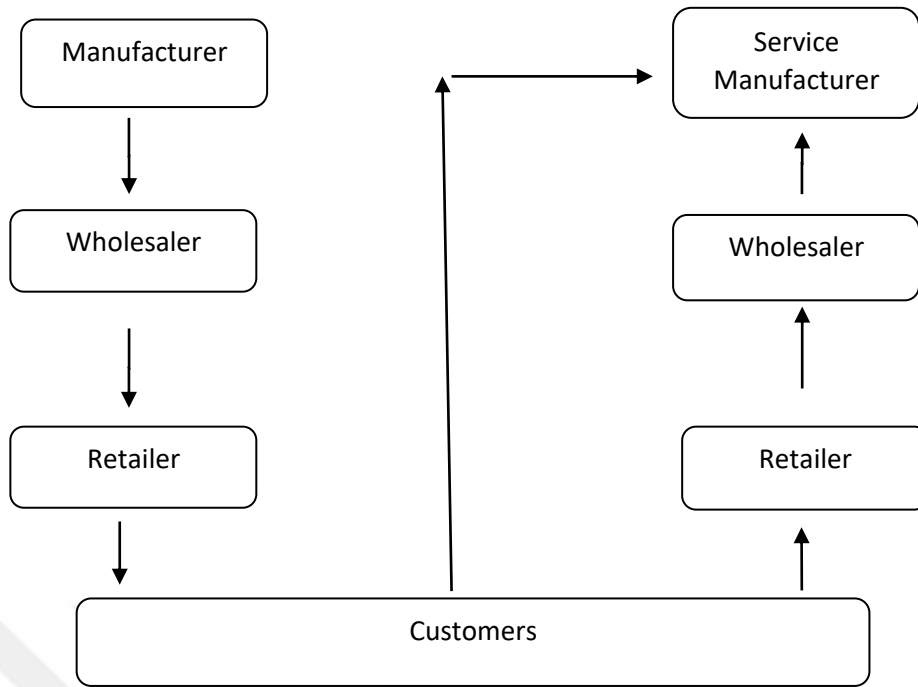 Manufacturer
Service
Manufacturer
Wholesaler
Wholesaler
Retailer
Retailer
Customers